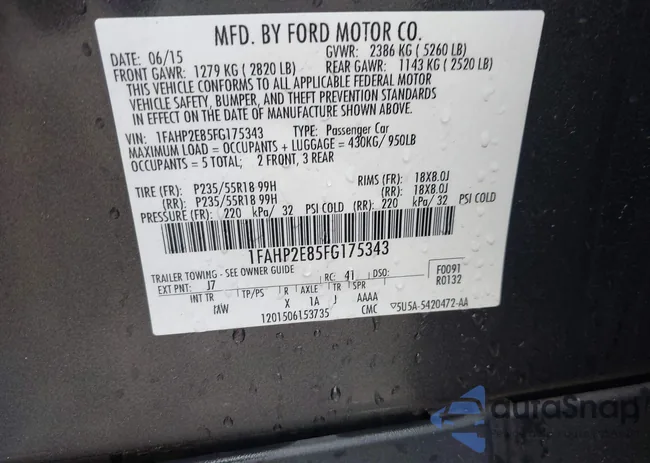 MFD. BY FORD MOTOR CO.
DATE: 06/15 GVWR: 2386 KG ( 5260 LB)
FRONT GAWR: 1279 KG ( 2820 LB) REAR GAWR: 1143 KG ( 2520 LB)
THIS VEHICLE CONFORMS TO ALL APPLICABLE FEDERAL MOTOR
VEHICLE SAFETY, BUMPER, AND THEFT PREVENTION STANDARDS
IN EFFECT ON THE DATE OF MANUFACTURE SHOWN ABOVE.
VIN: 1FAHP2E85FG175343 TYPE: Passenger Car
MAXIMUM LOAD = OCCUPANTS + LUGGAGE = 430KG/ 950LB
OCCUPANTS = 5 TOTAL; 2 FRONT, 3 REAR
TIRE (FR): P235/55R18 99H RIMS (FR): 18X8.0J
(RR): P235/55R18 99H (RR): 18X8.0J
PRESSURE (FR): 220 kPa/ 32 PSI COLD (RR): 220 kPa/ 32 PSI COLD
1FAHP2E85FG175343
TRAILER TOWING - SEE OWNER GUIDE
EXT PNT: J7 RC: 41 DSO:
INT TR TP/PS R AXLE TR SPR
MW X 1A J AAAA
1201506153735 CMC
F0091
R0132
▽5U5A-5420472-AA
autoSnap